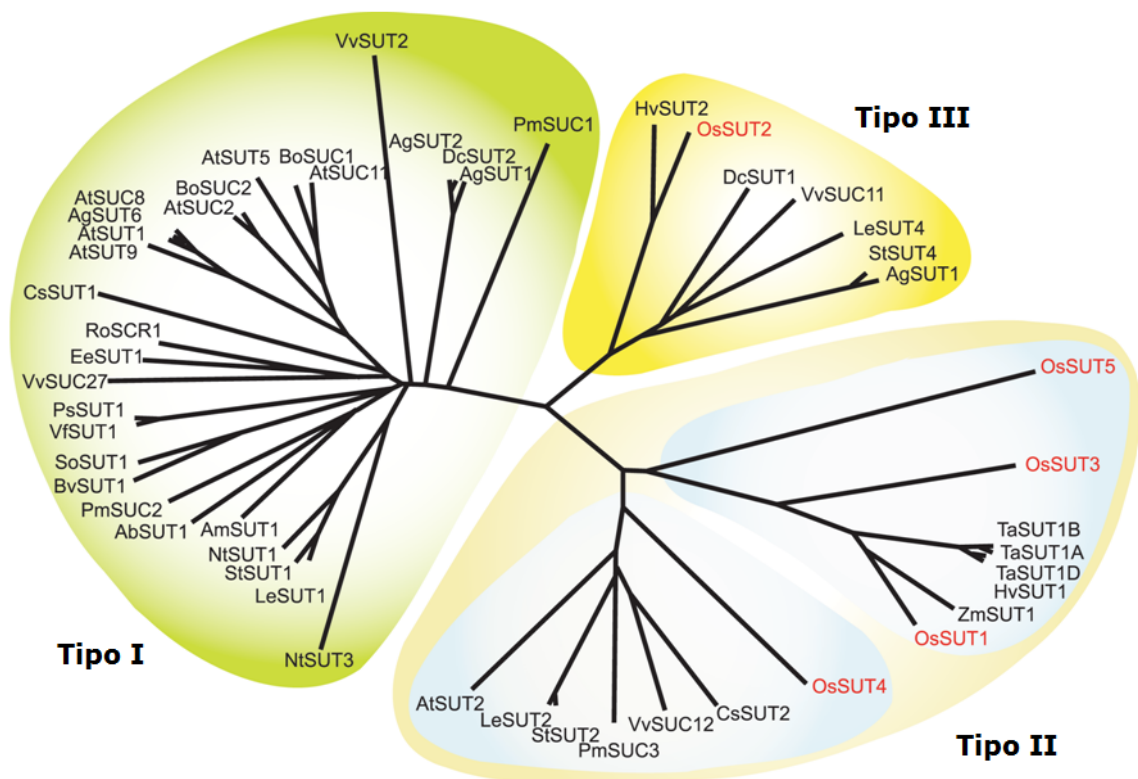 VvSUT2
PmSUC1
AgSUT2
DcSUT2
AgSUT1
BoSUC1
AtSUC11
AtSUT5
BoSUC2
AtSUC2
AtSUC8
AgSUT6
AtSUT1
AtSUT9
CsSUT1
RoSCR1
EeSUT1
VvSUC27
PsSUT1
VfSUT1
SoSUT1
BvSUT1
PmSUC2
AbSUT1
AmSUT1
NtSUT1
StSUT1
LeSUT1
NtSUT3
Tipo I
Tipo III
HvSUT2
OsSUT2
DcSUT1
VvSUC11
LeSUT4
StSUT4
AgSUT1
OsSUT5
OsSUT3
TaSUT1B
TaSUT1A
TaSUT1D
HvSUT1
ZmSUT1
OsSUT1
OsSUT4
AtSUT2
LeSUT2
StSUT2
PmSUC3
VvSUC12
CsSUT2
Tipo II